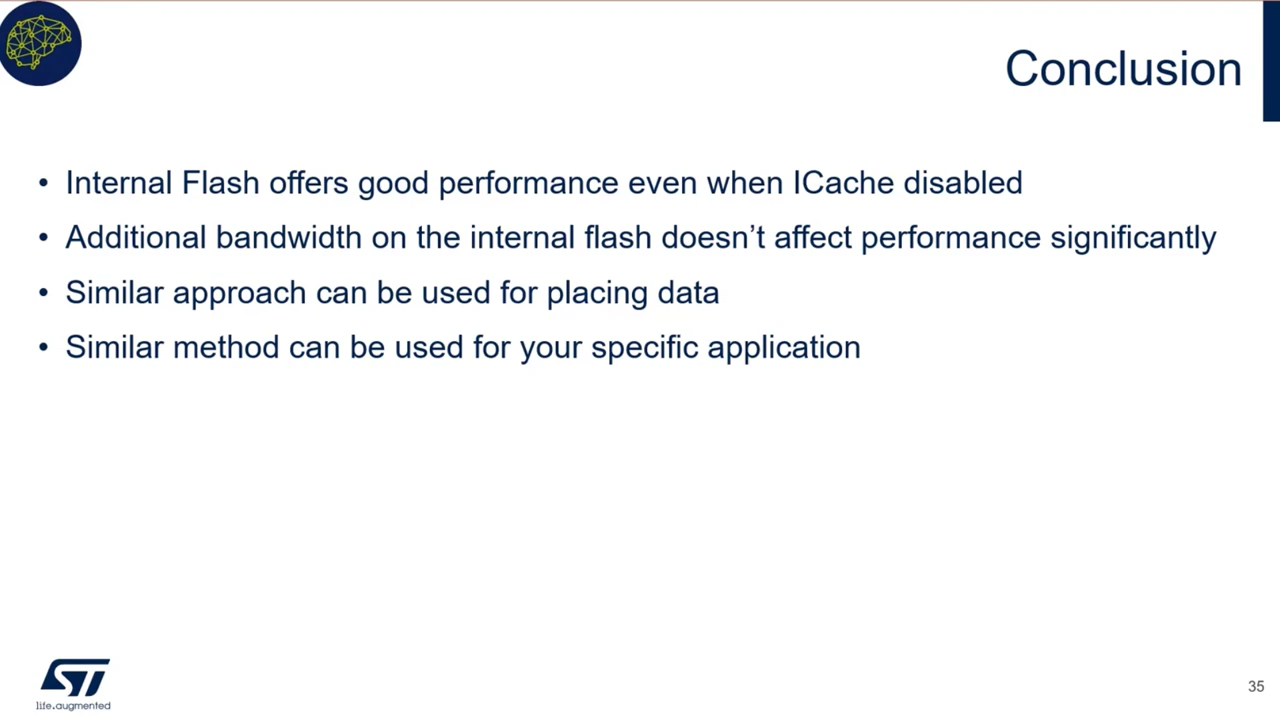 Conclusion
• Internal Flash offers good performance even when ICache disabled
• Additional bandwidth on the internal flash doesn’t affect performance significantly
• Similar approach can be used for placing data
• Similar method can be used for your specific application
ST
life.augmented
35